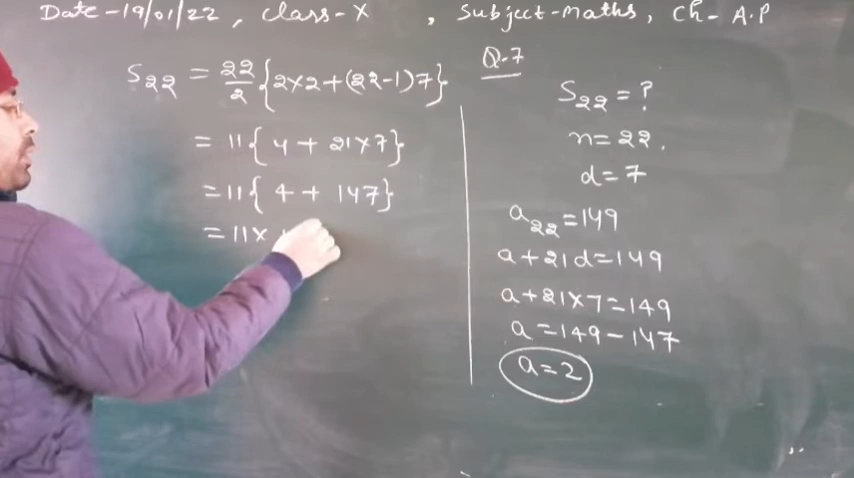 Date-19/01/22, Class-X, Subject-Maths, Ch-A.P
Q.7
S₂₂ = 22/2 {2×2+(22-1)7}
= 11{ 4 + 21×7}
= 11{ 4 + 147}
= 11×
S₂₂ = ?
n = 22.
d = 7
a₂₂ = 149
a + 21d = 149
a + 21×7 = 149
a = 149 - 147
a = 2